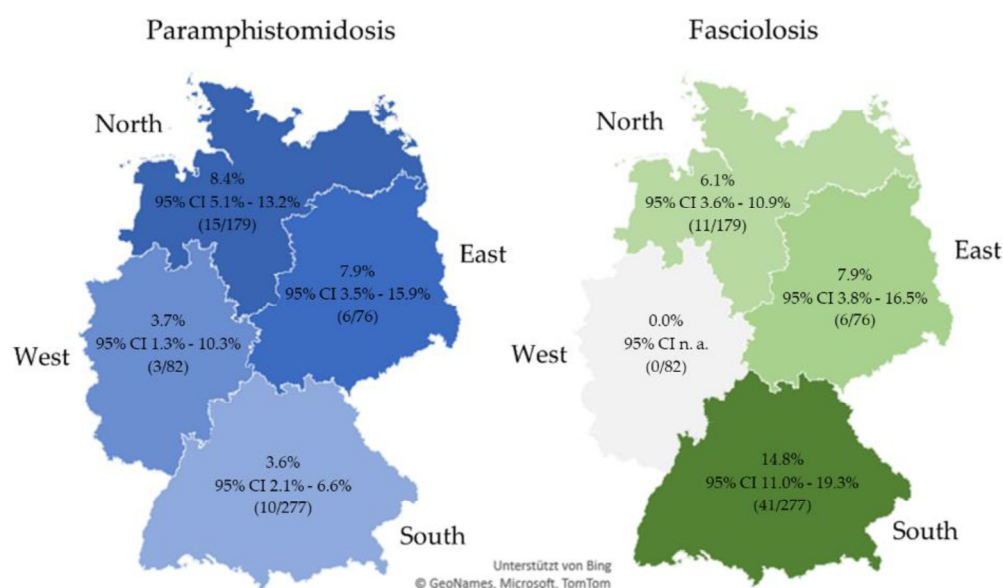 Paramphistomidosis
North
8.4%
95% CI 5.1% - 13.2%
(15/179)
East
7.9%
95% CI 3.5% - 15.9%
(6/76)
West
3.7%
95% CI 1.3% - 10.3%
(3/82)
3.6%
95% CI 2.1% - 6.6%
(10/277)
South
Fasciolosis
North
6.1%
95% CI 3.6% - 10.9%
(11/179)
East
7.9%
95% CI 3.8% - 16.5%
(6/76)
West
0.0%
95% CI n. a.
(0/82)
14.8%
95% CI 11.0% - 19.3%
(41/277)
South
Unterstützt von Bing
© GeoNames, Microsoft, TomTom